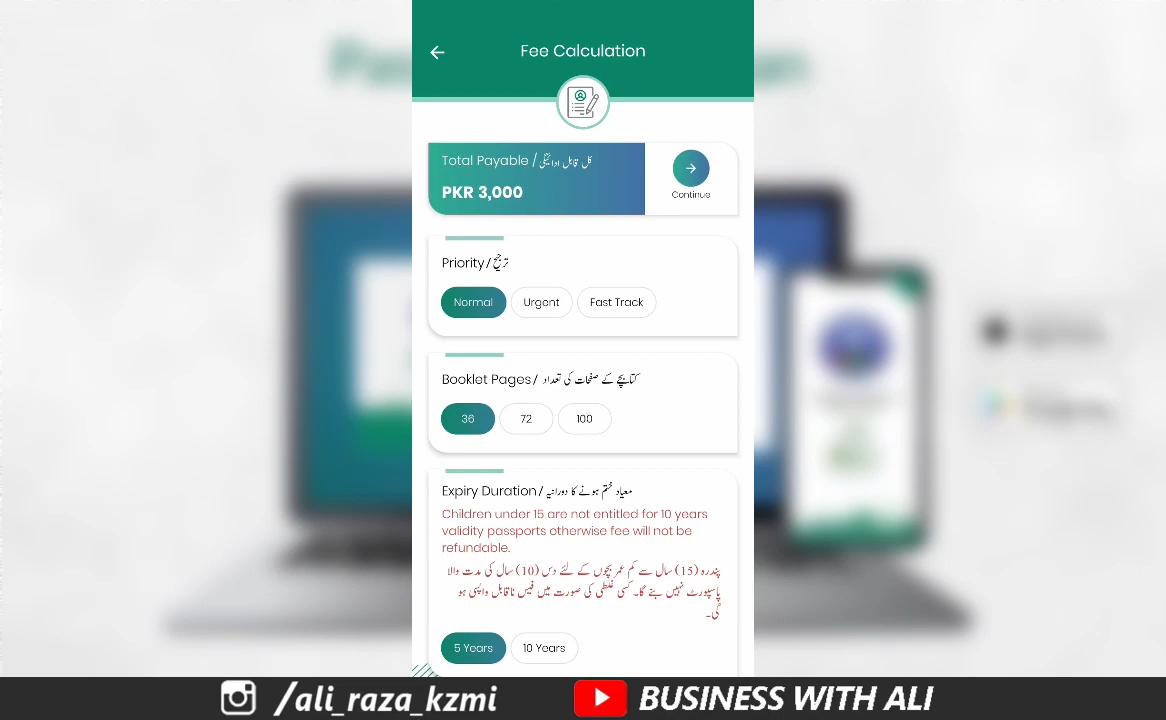 Fee Calculation
Total Payable / کل قابل ادائیگی
PKR 3,000
Continue
Priority / ترجیح
Normal
Urgent
Fast Track
Booklet Pages / کتابچے کے صفحات کی تعداد
36
72
100
Expiry Duration / معیاد ختم ہونے کا دورانیہ
Children under 15 are not entitled for 10 years
validity passports otherwise fee will not be
refundable.
پندرہ (15) سال سے کم عمر بچوں کے لئے دس (10) سال کی مدت والا
پاسپورٹ نہیں بنے گا۔ کسی غلطی کی صورت میں فیس ناقابل واپسی ہو
گی۔
5 Years
10 Years
/ali_raza_kzmi
BUSINESS WITH ALI